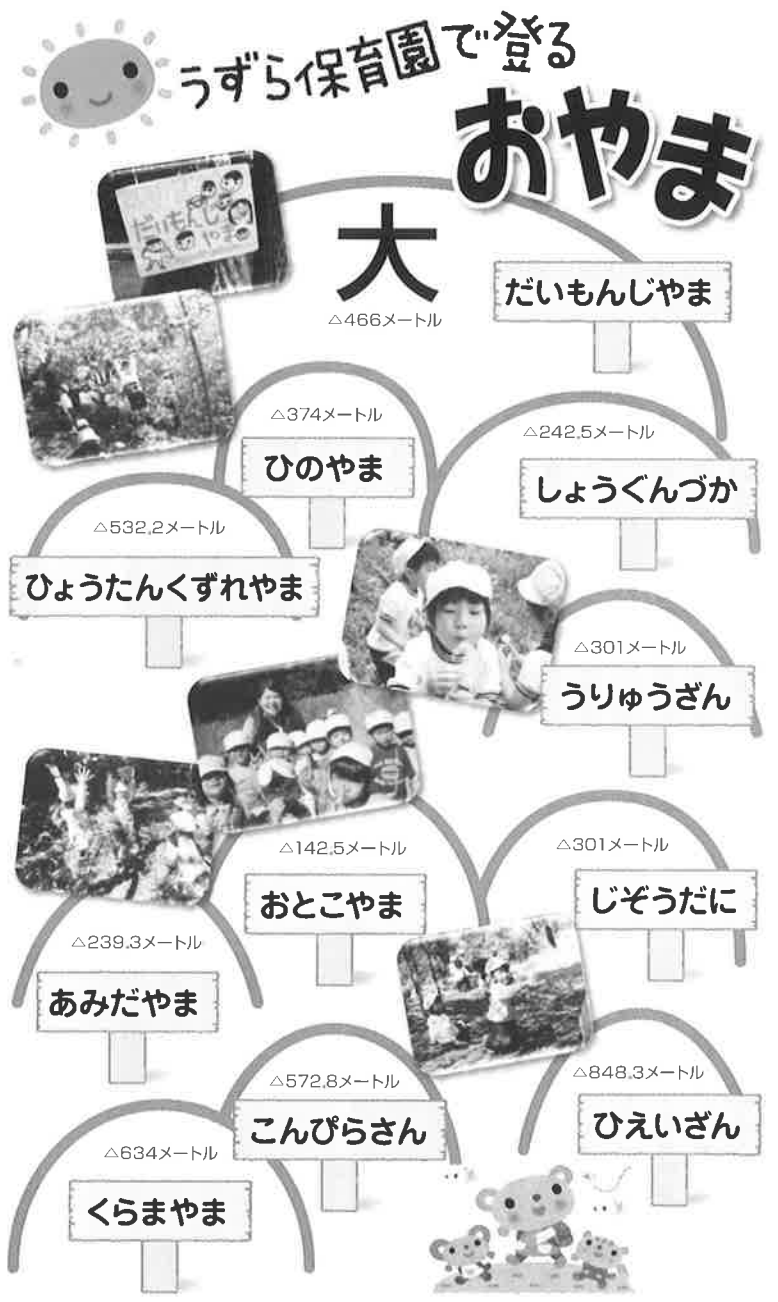 うずら保育園で登る
おやま
だいもんじ
やま
大
△466メートル
だいもんじやま
△374メートル
ひのやま
△242.5メートル
しょうぐんづか
△532.2メートル
ひょうたんくずれやま
△301メートル
うりゅうざん
△142.5メートル
おとこやま
△301メートル
じぞうだに
△239.3メートル
あみだやま
△572.8メートル
こんぴらさん
△848.3メートル
ひえいざん
△634メートル
くらまやま